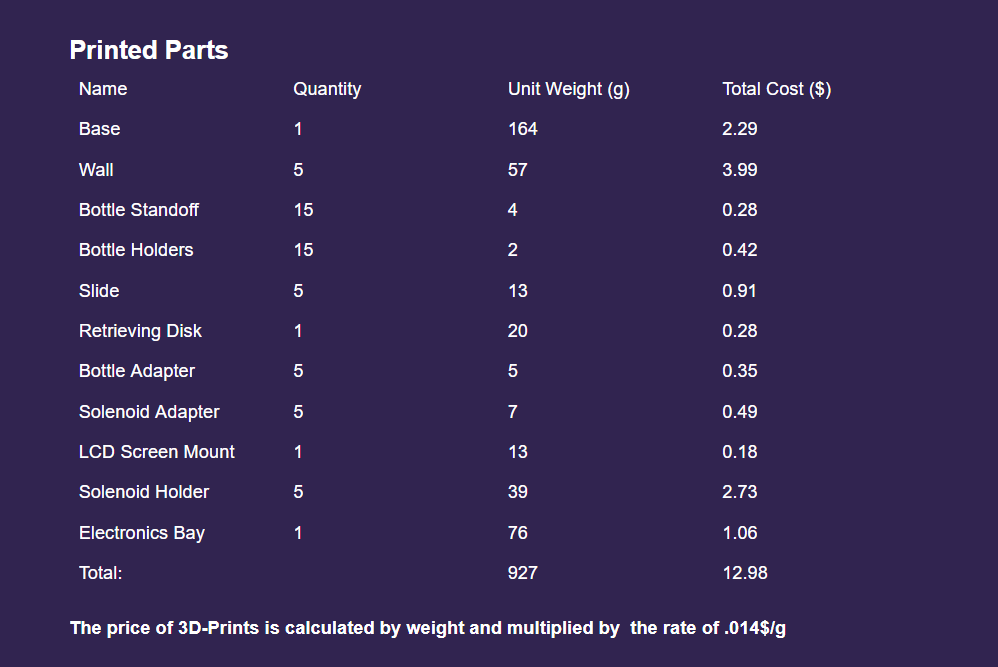 Printed Parts
Name Quantity Unit Weight (g) Total Cost ($)
Base 1 164 2.29
Wall 5 57 3.99
Bottle Standoff 15 4 0.28
Bottle Holders 15 2 0.42
Slide 5 13 0.91
Retrieving Disk 1 20 0.28
Bottle Adapter 5 5 0.35
Solenoid Adapter 5 7 0.49
LCD Screen Mount 1 13 0.18
Solenoid Holder 5 39 2.73
Electronics Bay 1 76 1.06
Total: 927 12.98
The price of 3D-Prints is calculated by weight and multiplied by  the rate of .014$/g